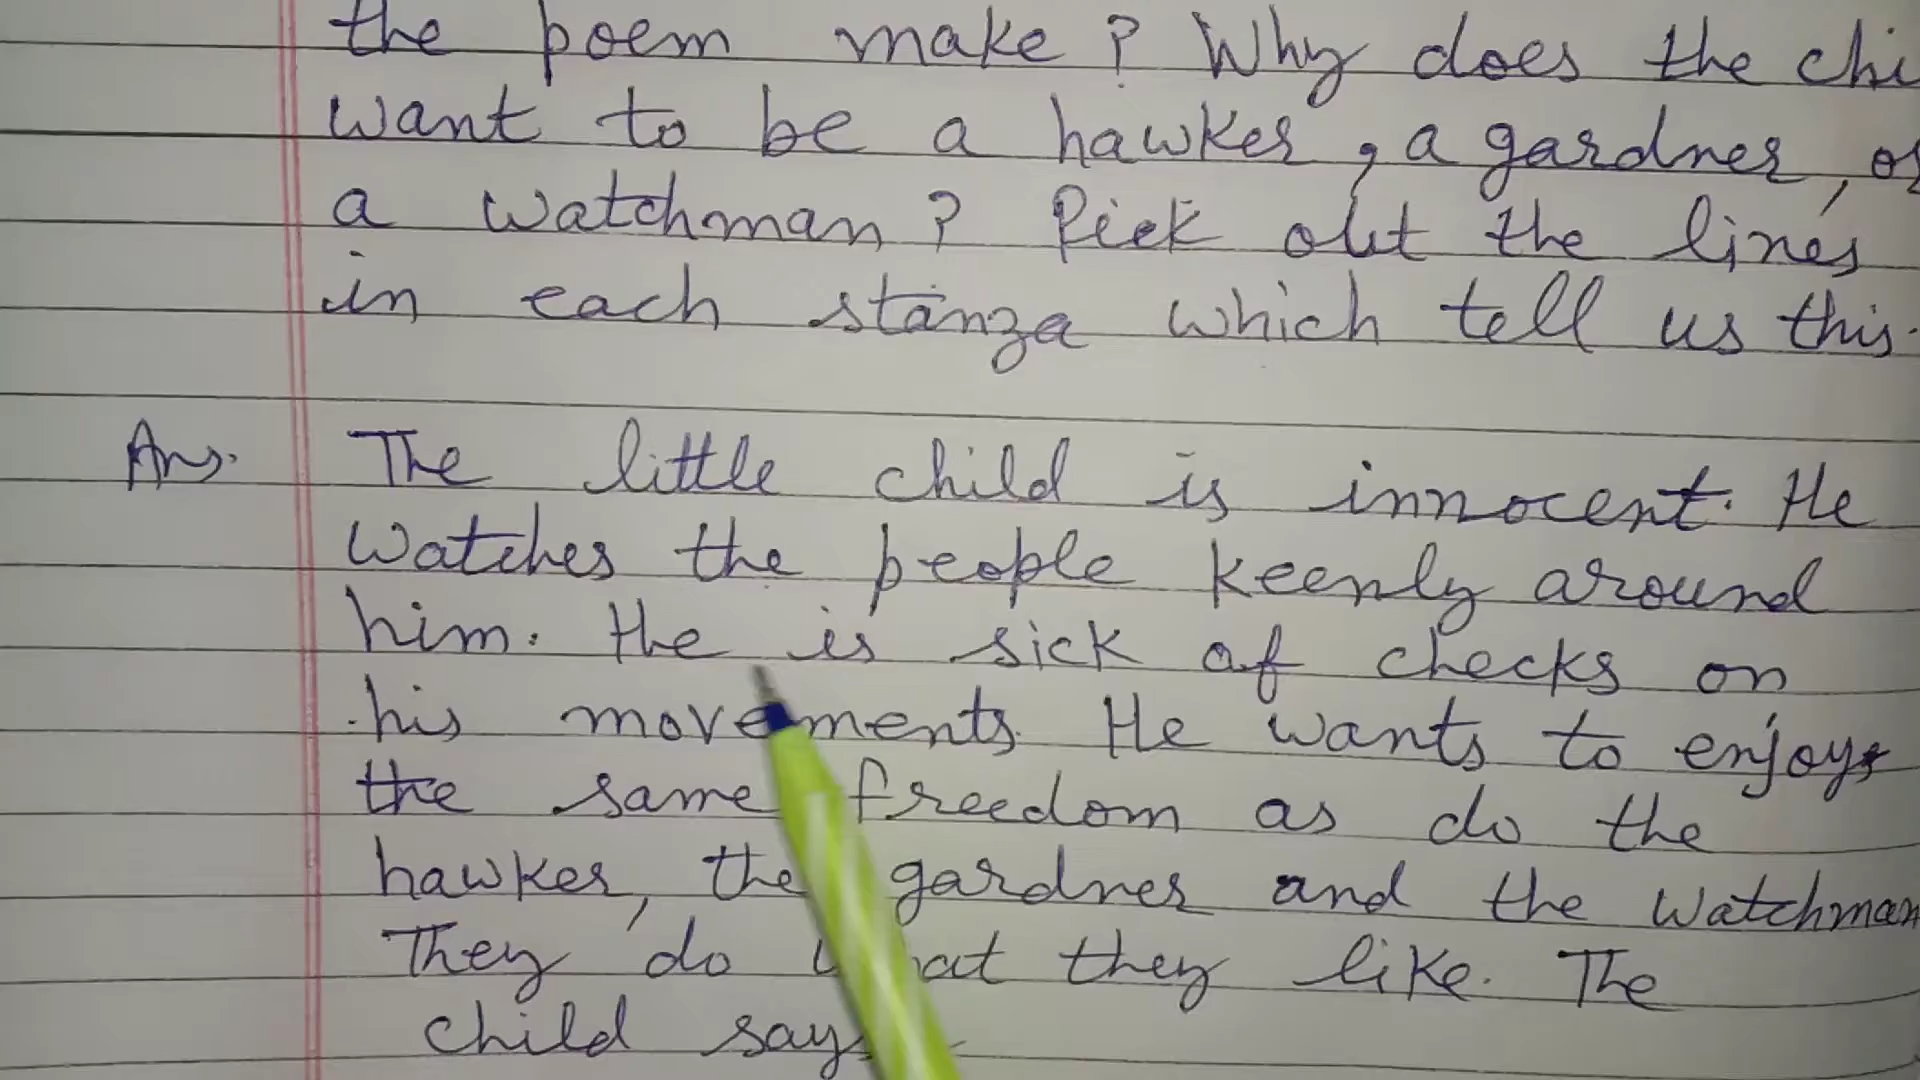 the poem make? Why does the chi
want to be a hawker, a gardner, or
a watchman? Pick out the lines
in each stanza which tell us this.
Ans. The little child is innocent. He
watches the people keenly around
him. He is sick of checks on
his movements. He wants to enjoy
the same freedom as do the
hawker, the gardner and the watchman
They do what they like. The
child says